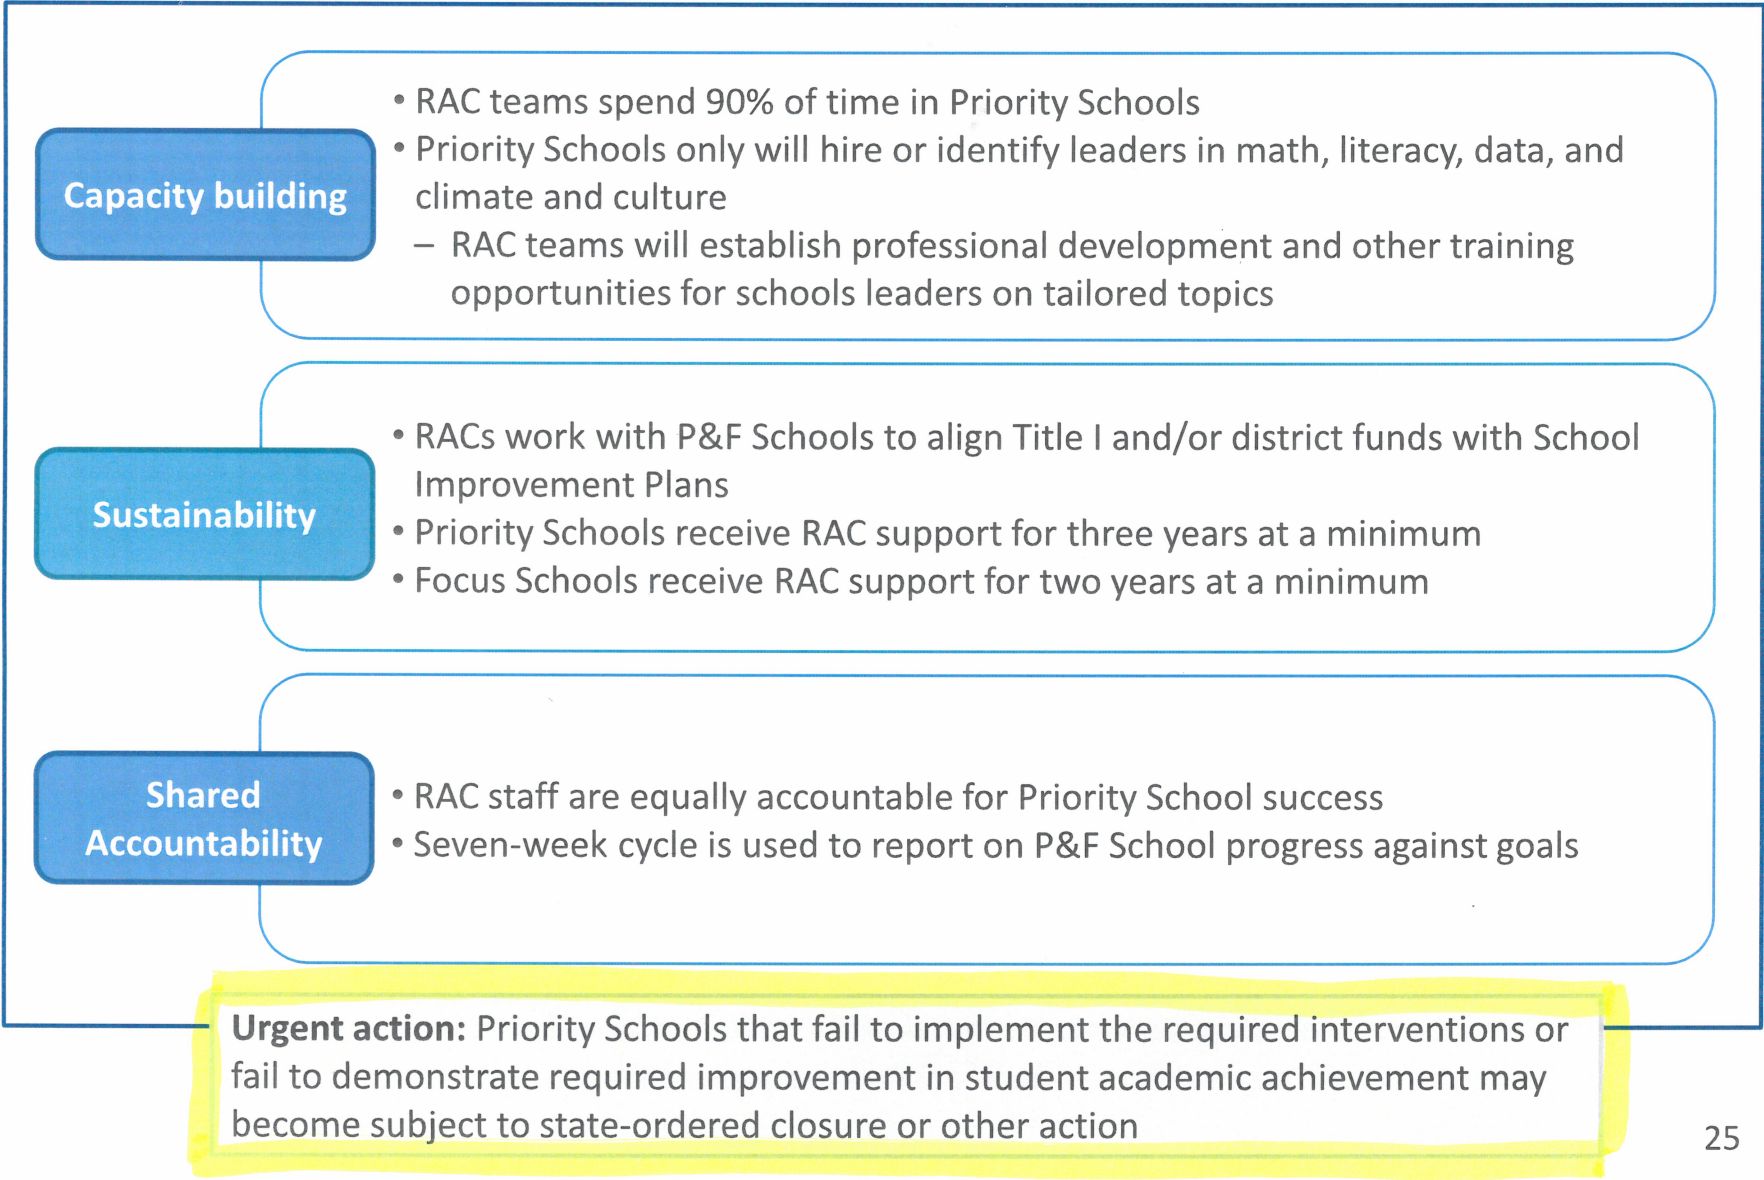 Capacity building
• RAC teams spend 90% of time in Priority Schools
• Priority Schools only will hire or identify leaders in math, literacy, data, and
climate and culture
– RAC teams will establish professional development and other training
opportunities for schools leaders on tailored topics
Sustainability
• RACs work with P&F Schools to align Title I and/or district funds with School
Improvement Plans
• Priority Schools receive RAC support for three years at a minimum
• Focus Schools receive RAC support for two years at a minimum
Shared
Accountability
• RAC staff are equally accountable for Priority School success
• Seven-week cycle is used to report on P&F School progress against goals
Urgent action: Priority Schools that fail to implement the required interventions or
fail to demonstrate required improvement in student academic achievement may
become subject to state-ordered closure or other action
25